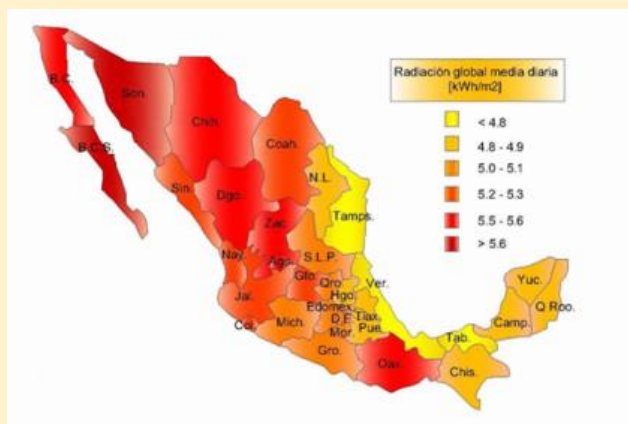 Radiación global media diaria
[kWh/m2]
< 4.8
4.8 - 4.9
5.0 - 5.1
5.2 - 5.3
5.5 - 5.6
> 5.6
B.C.
Son.
Chih.
B.C.S.
Coah.
N.L.
Sin.
Dgo.
Tamps.
Zac.
Nay.
Ags.
S.L.P.
Gto.
Qro.
Hgo.
Ver.
Yuc.
Q Roo.
Jal.
Edomex.
Tlax.
Camp.
Col.
Mich.
D.F.
Pue.
Mor.
Tab.
Gro.
Oax.
Chis.